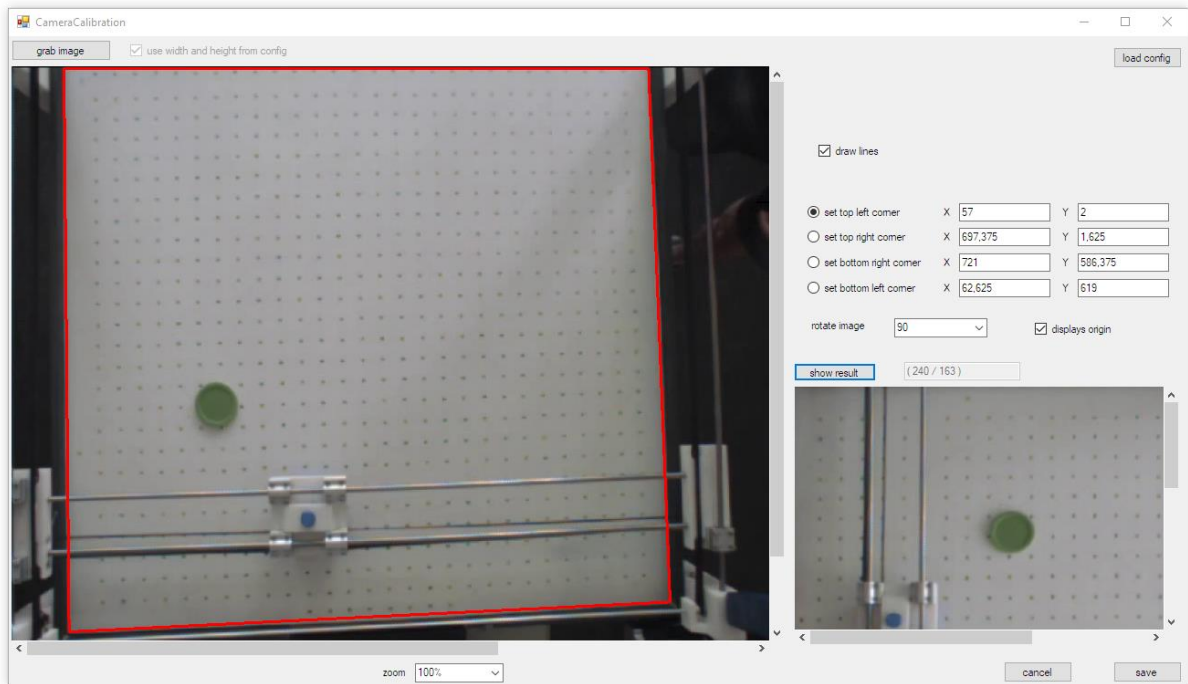 CameraCalibration
grab image
use width and height from config
load config
draw lines
set top left corner X 57 Y 2
set top right corner X 697,375 Y 1,625
set bottom right corner X 721 Y 586,375
set bottom left corner X 62,625 Y 619
rotate image 90 displays origin
show result ( 240 / 163 )
zoom 100%
cancel save